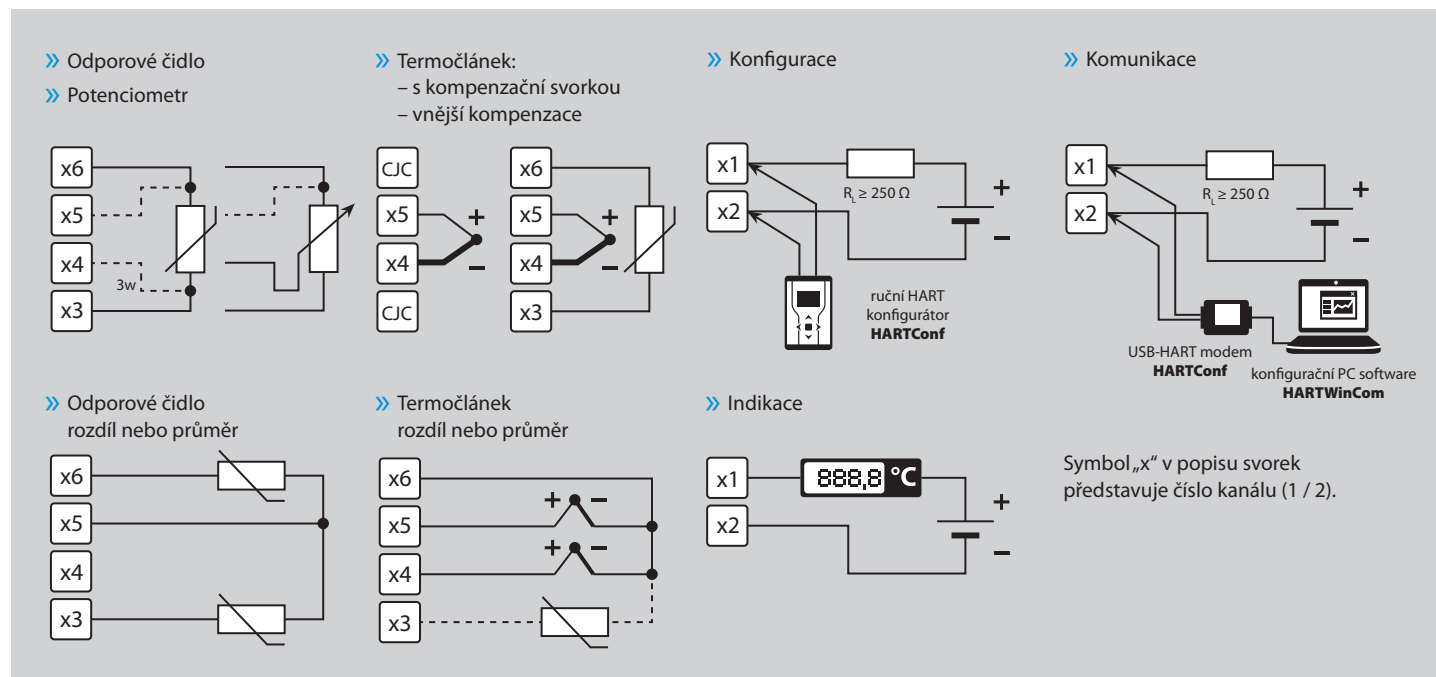 » Odporové čidlo
» Potenciometr
x6
x5
x4
3w
x3
» Termočlánek:
– s kompenzační svorkou
– vnější kompenzace
CJC
x5
+
x4
–
CJC
x6
x5
+
x4
–
x3
» Konfigurace
x1
RL ≥ 250 Ω
+
x2
–
ruční HART
konfigurátor
HARTConf
» Komunikace
x1
RL ≥ 250 Ω
+
x2
–
USB-HART modem
HARTConf
konfigurační PC software
HARTWinCom
» Odporové čidlo
rozdíl nebo průměr
x6
x5
x4
x3
» Termočlánek
rozdíl nebo průměr
x6
+ –
x5
+ –
x4
x3
» Indikace
x1
888,8 °C
+
x2
–
Symbol „x“ v popisu svorek
představuje číslo kanálu (1 / 2).